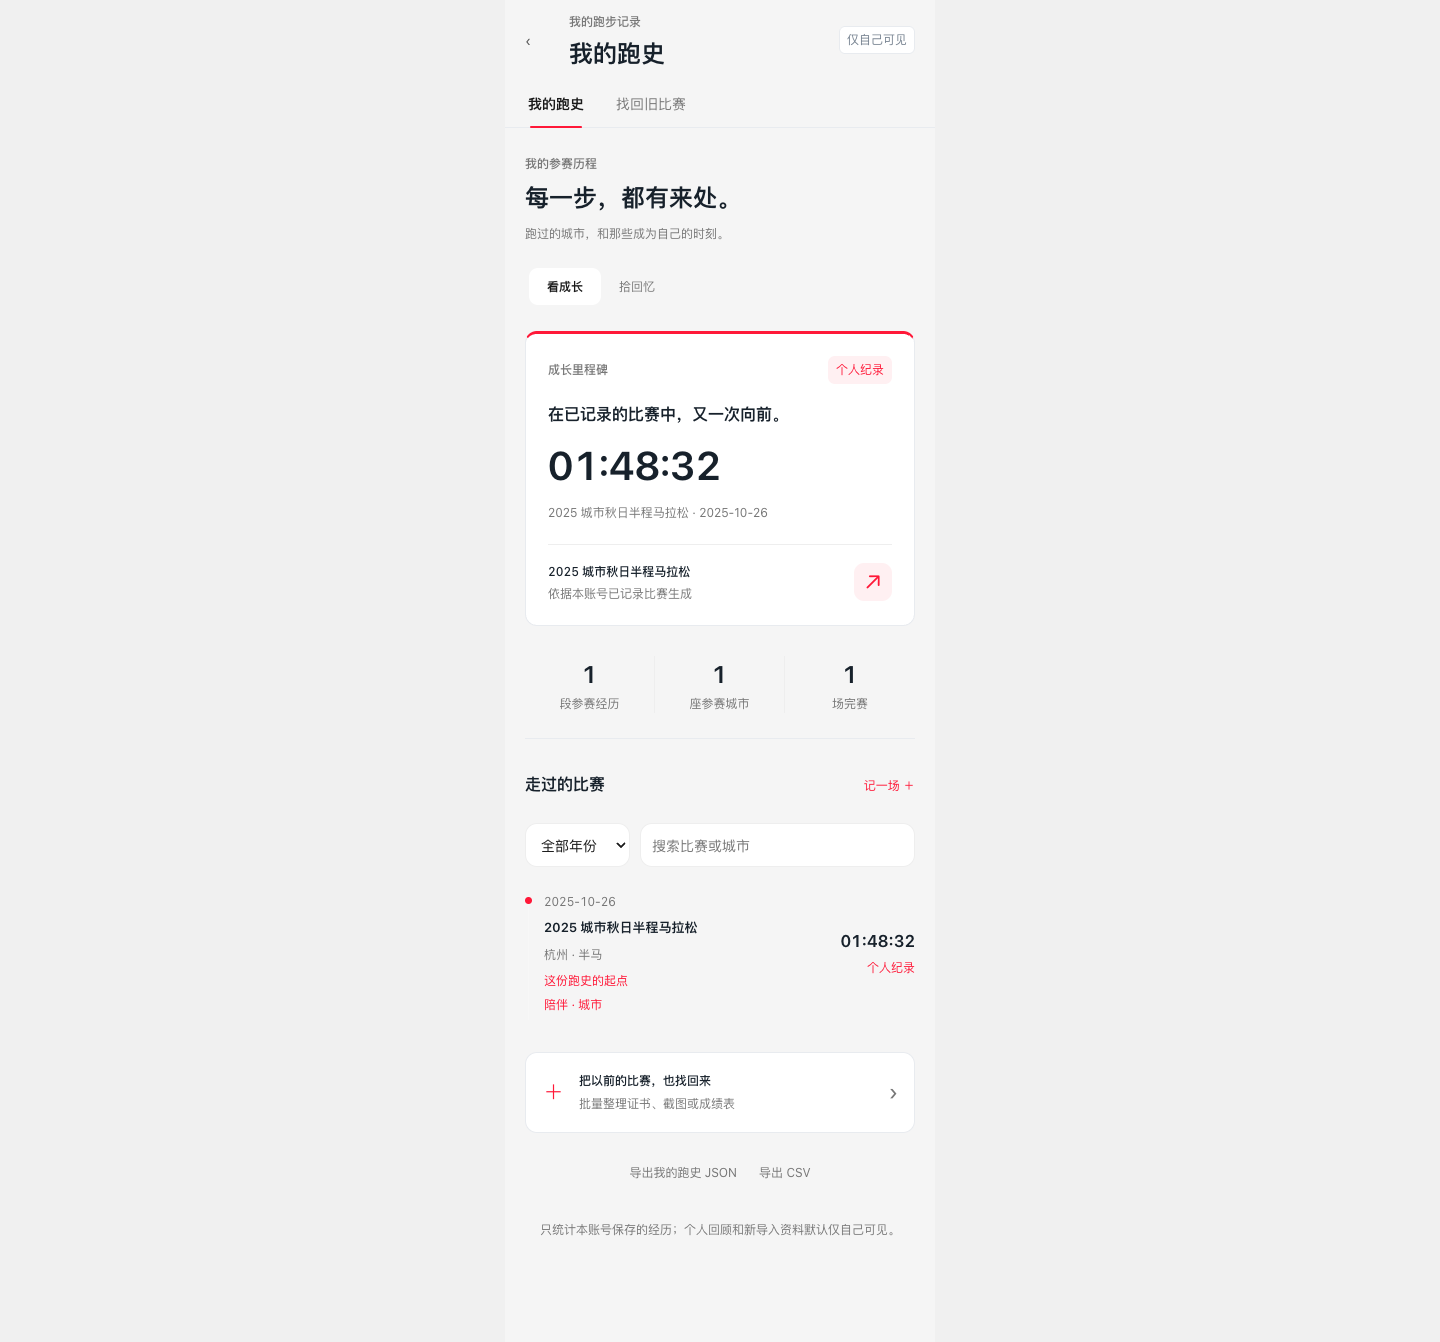 我的跑步记录
‹
我的跑史
仅自己可见
我的跑史
找回旧比赛
我的参赛历程
每一步，都有来处。
跑过的城市，和那些成为自己的时刻。
看成长
拾回忆
成长里程碑
个人纪录
在已记录的比赛中，又一次向前。
01:48:32
2025 城市秋日半程马拉松 · 2025-10-26
2025 城市秋日半程马拉松
依据本账号已记录比赛生成
1
段参赛经历
1
座参赛城市
1
场完赛
走过的比赛
记一场 ＋
全部年份
搜索比赛或城市
2025-10-26
2025 城市秋日半程马拉松
杭州 · 半马
这份跑史的起点
陪伴 · 城市
01:48:32
个人纪录
＋
把以前的比赛，也找回来
批量整理证书、截图或成绩表
›
导出我的跑史 JSON
导出 CSV
只统计本账号保存的经历；个人回顾和新导入资料默认仅自己可见。